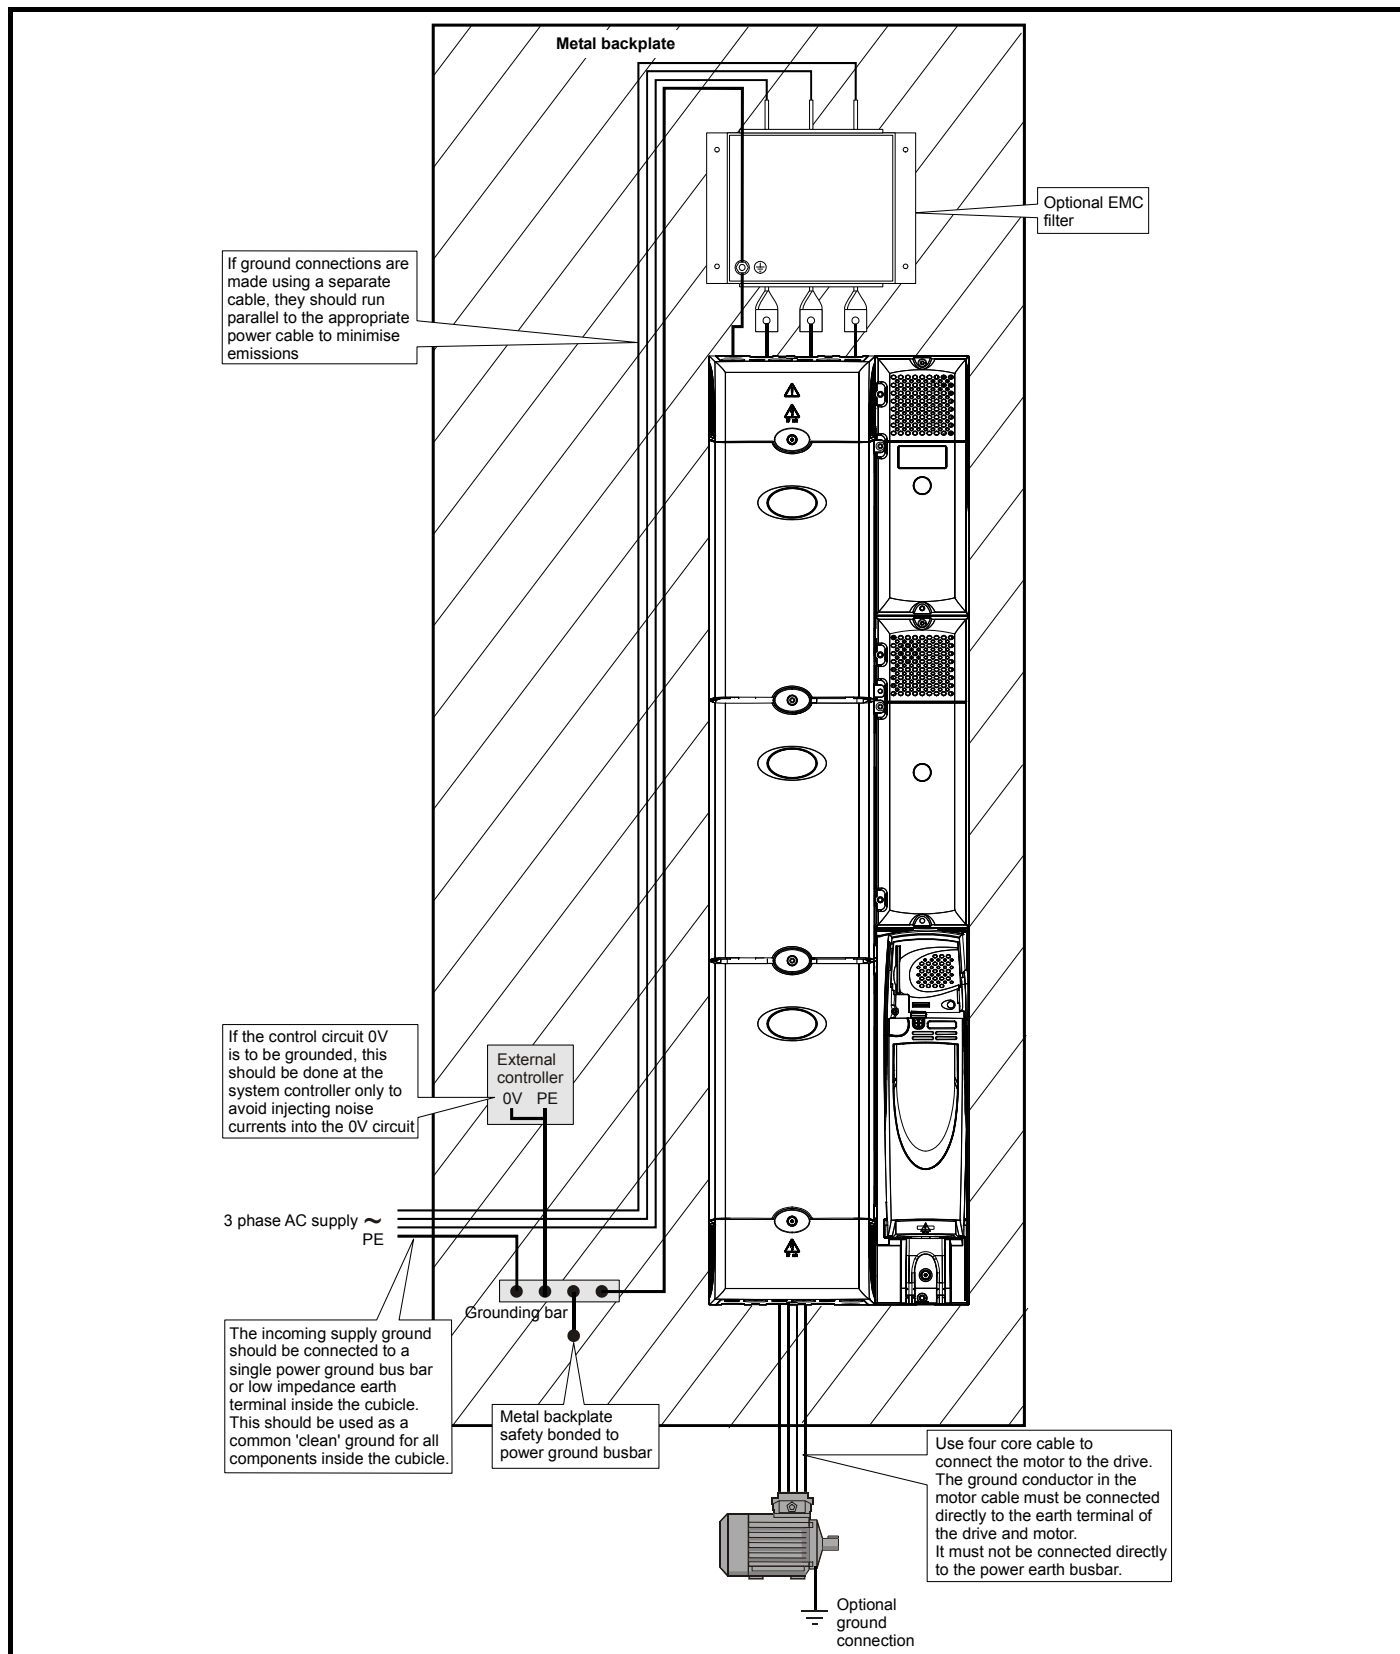 Metal backplate
Optional EMC
filter
If ground connections are
made using a separate
cable, they should run
parallel to the appropriate
power cable to minimise
emissions
If the control circuit 0V
is to be grounded, this
should be done at the
system controller only to
avoid injecting noise
currents into the 0V circuit
External
controller
0V PE
3 phase AC supply ~
PE
Grounding bar
The incoming supply ground
should be connected to a
single power ground bus bar
or low impedance earth
terminal inside the cubicle.
This should be used as a
common 'clean' ground for all
components inside the cubicle.
Metal backplate
safety bonded to
power ground busbar
Use four core cable to
connect the motor to the drive.
The ground conductor in the
motor cable must be connected
directly to the earth terminal of
the drive and motor.
It must not be connected directly
to the power earth busbar.
Optional
ground
connection